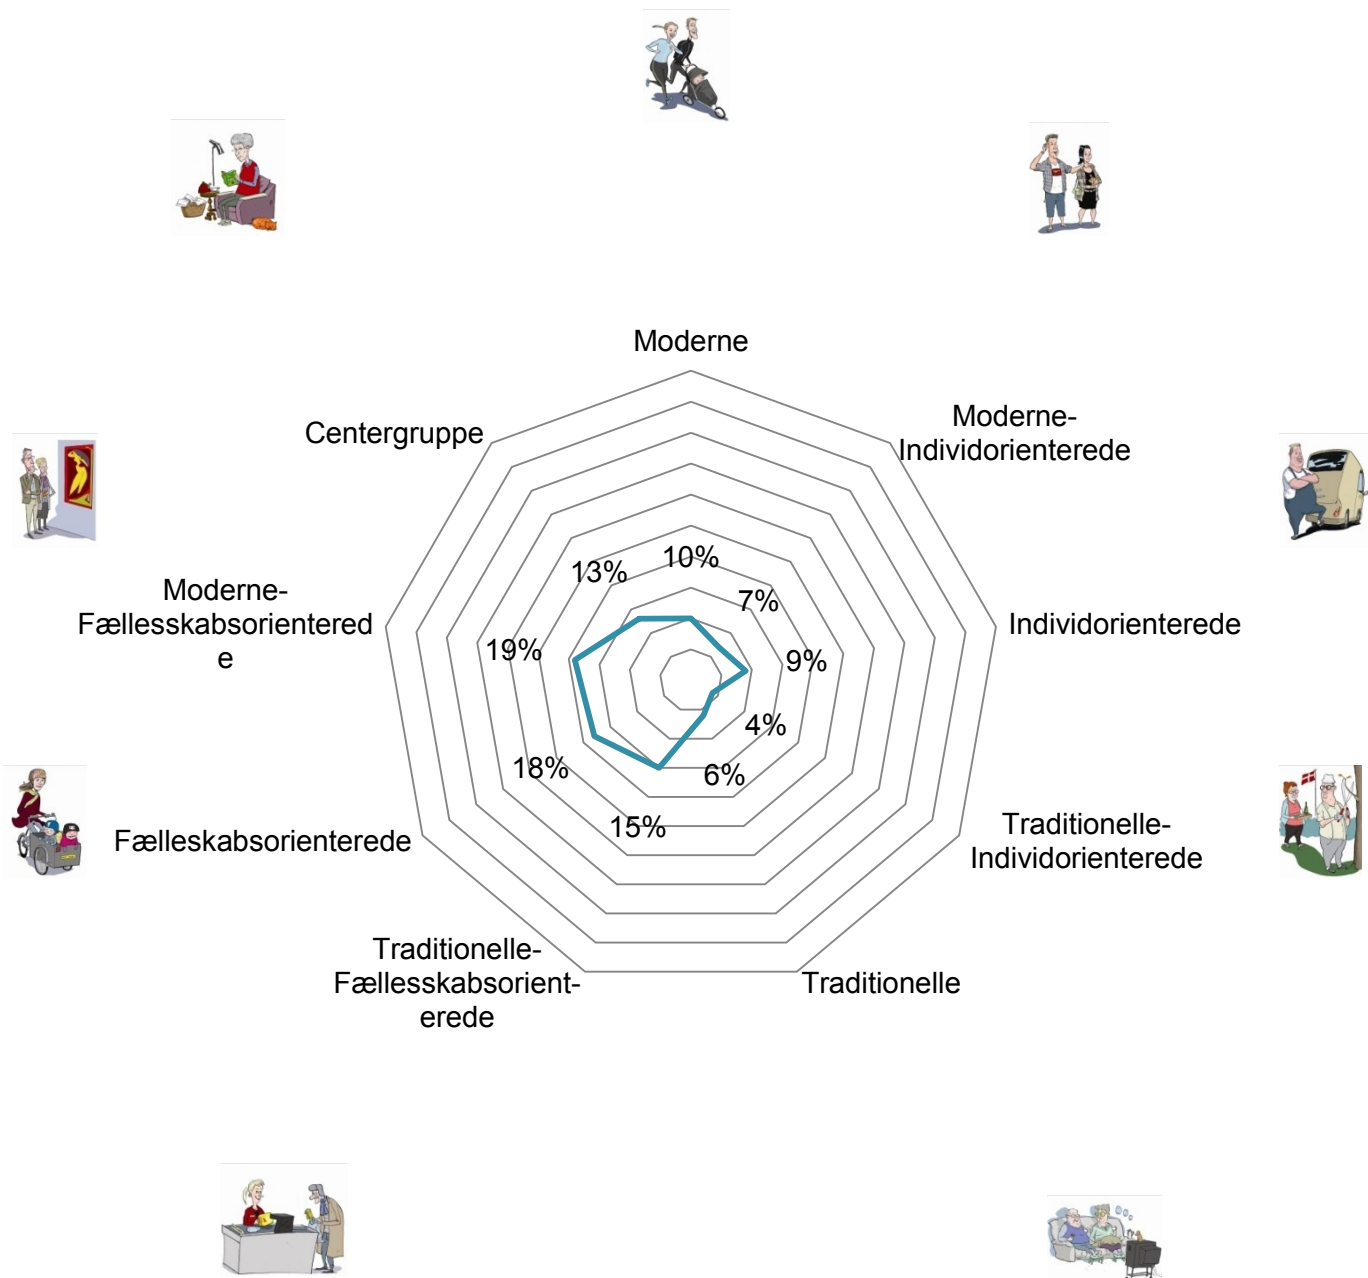 Moderne
Moderne-
Individorienterede
Centergruppe
10%
13%
7%
Moderne-
Fællesskabsorientered
e
Individorienterede
19%
9%
4%
18%
6%
15%
Fælleskabsorienterede
Traditionelle-
Individorienterede
Traditionelle-
Fællesskabsorient-
erede
Traditionelle